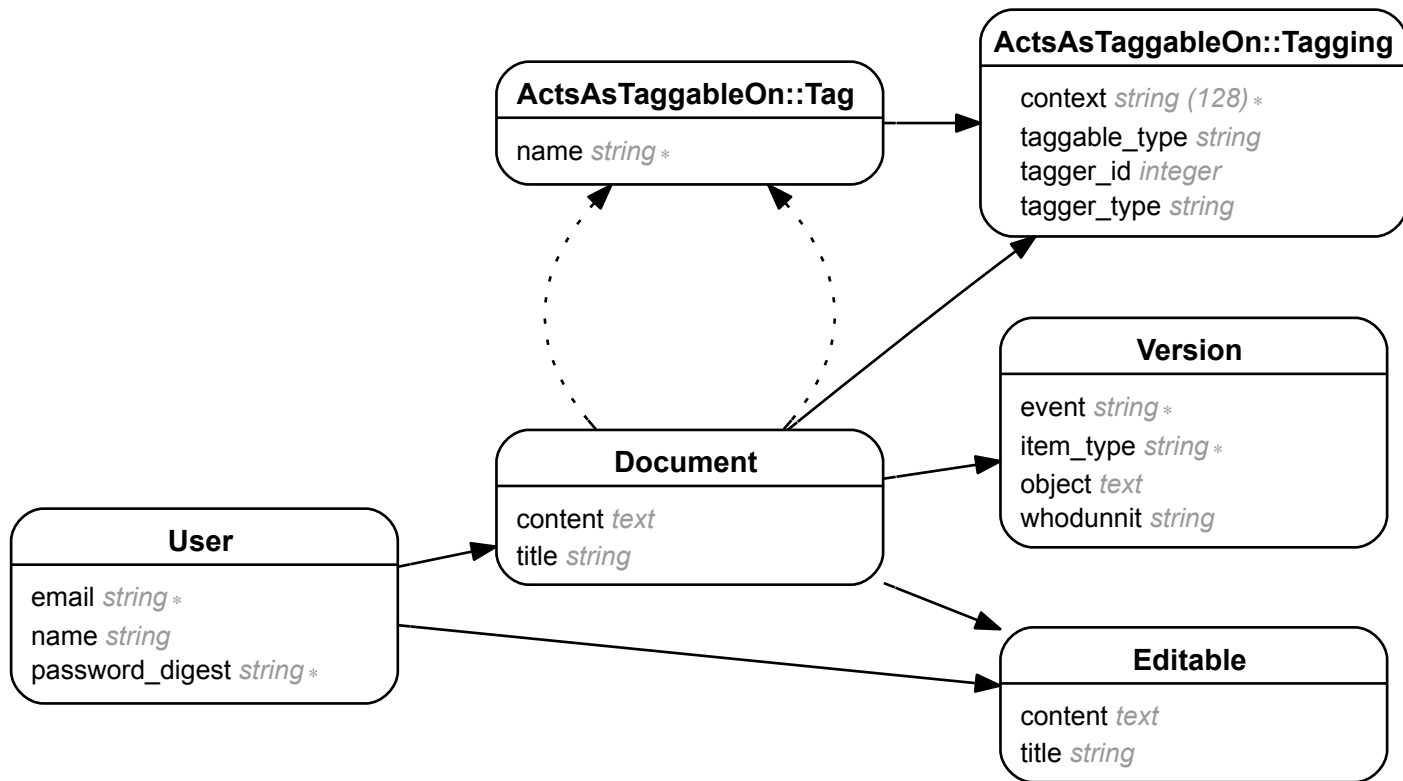 ActsAsTaggableOn::Tagging
context string (128) *
taggable_type string
tagger_id integer
tagger_type string
ActsAsTaggableOn::Tag
name string *
Version
event string *
item_type string *
object text
whodunnit string
Document
content text
title string
User
email string *
name string
password_digest string *
Editable
content text
title string